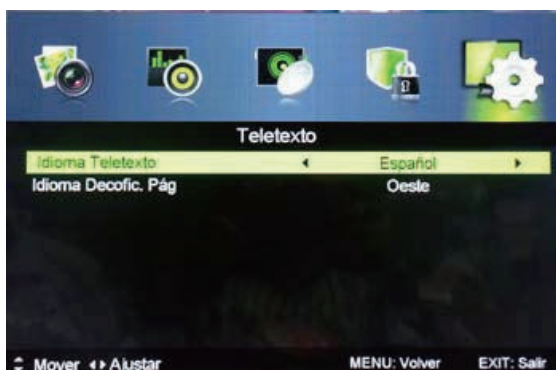 Teletexto
Idioma Teletexto Español
Idioma Decofic. Pág Oeste
Mover Ajustar MENU: Volver EXIT: Salir